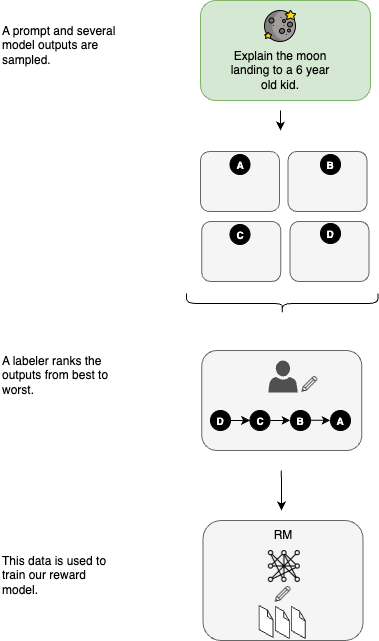 A prompt and several
model outputs are
sampled.
Explain the moon
landing to a 6 year
old kid.
A
B
C
D
A labeler ranks the
outputs from best to
worst.
D C B A
This data is used to
train our reward
model.
RM